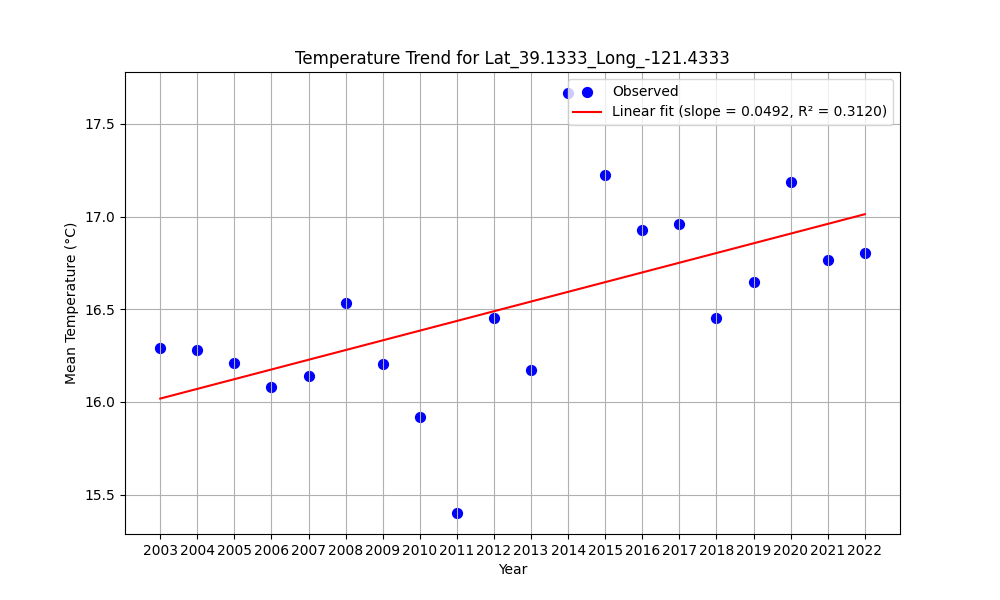 Temperature Trend for Lat_39.1333_Long_-121.4333
Observed
Linear fit (slope = 0.0492, R² = 0.3120)
17.5
17.0
16.5
16.0
15.5
Mean Temperature (°C)
2003 2004 2005 2006 2007 2008 2009 2010 2011 2012 2013 2014 2015 2016 2017 2018 2019 2020 2021 2022
Year